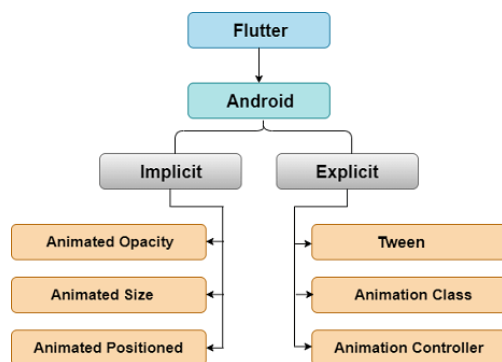 Flutter
Android
Implicit
Explicit
Animated Opacity
Tween
Animated Size
Animation Class
Animated Positioned
Animation Controller